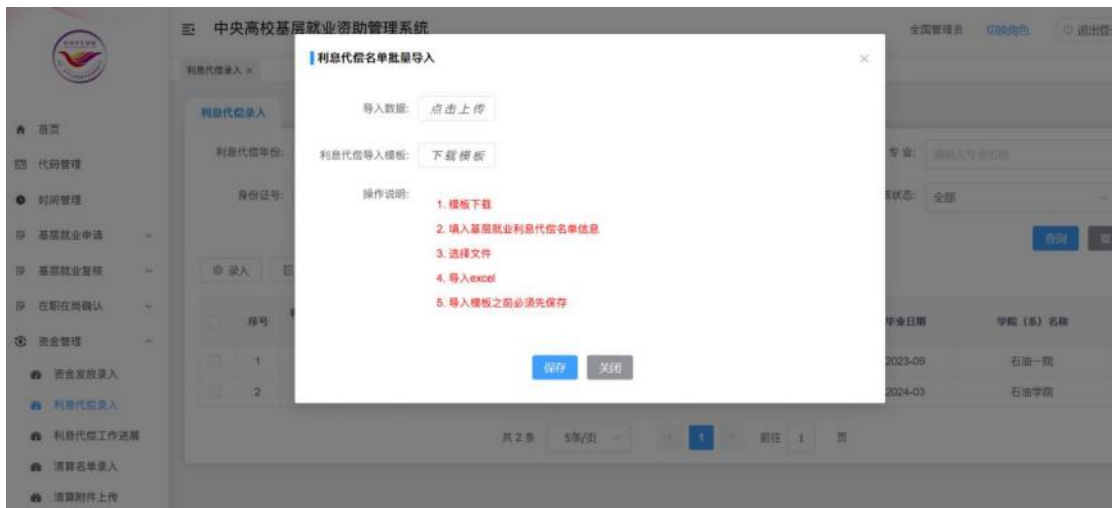 中央高校基层就业资助管理系统
全国管理员 切换角色
利息代偿录入 ×
利息代偿名单批量导入 ×
导入数据: 点击上传
利息代偿导入模板: 下载模板
操作说明:
1. 模板下载
2. 填入基层就业利息代偿名单信息
3. 选择文件
4. 导入excel
5. 导入模板之前必须先保存
保存 关闭
首页
代码管理
时间管理
基层就业申请
基层就业复核
在职在岗确认
资金管理
资金发放录入
利息代偿录入
利息代偿工作进展
清算名单录入
清算附件上传
利息代偿录入
利息代偿年份: 专业: 请输入专业名称
身份证号: 状态: 全部
查询
录入
序号 毕业日期 学院（系）名称
1 2023-09 石油一院
2 2024-03 石油学院
共 2 条 5条/页 1 前往 1 页